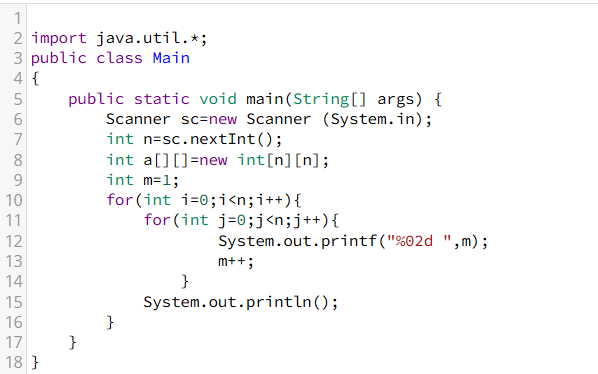 1
2 import java.util.*;
3 public class Main
4 {
5     public static void main(String[] args) {
6         Scanner sc=new Scanner (System.in);
7         int n=sc.nextInt();
8         int a[][]=new int[n][n];
9         int m=1;
10         for(int i=0;i<n;i++){
11             for(int j=0;j<n;j++){
12                     System.out.printf("%02d ",m);
13                     m++;
14                 }
15             System.out.println();
16         }
17     }
18 }